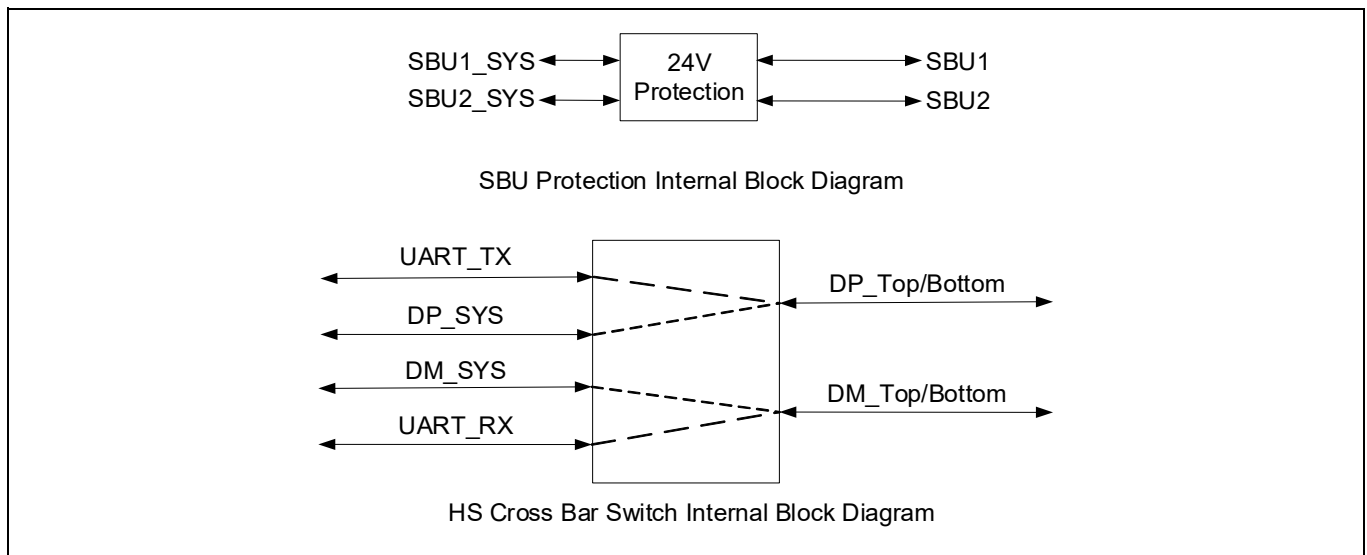 SBU1_SYS
24V
SBU1
SBU2_SYS
Protection
SBU2
SBU Protection Internal Block Diagram
UART_TX
DP_Top/Bottom
DP_SYS
DM_SYS
DM_Top/Bottom
UART_RX
HS Cross Bar Switch Internal Block Diagram